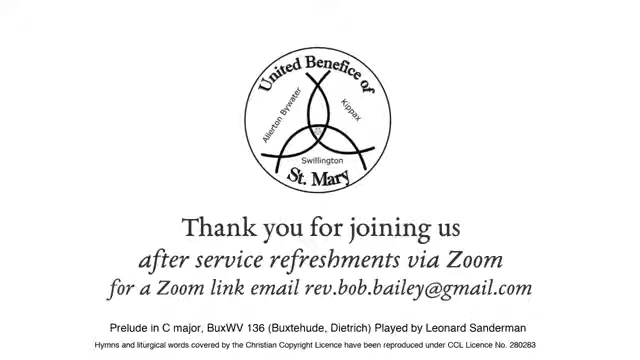 United Benefice of
Allerton Bywater
Kippax
Swillington
St. Mary
Thank you for joining us
after service refreshments via Zoom
for a Zoom link email rev.bob.bailey@gmail.com
Prelude in C major, BuxWV 136 (Buxtehude, Dietrich) Played by Leonard Sanderman
Hymns and liturgical words covered by the Christian Copyright Licence have been reproduced under CCL Licence No. 280283